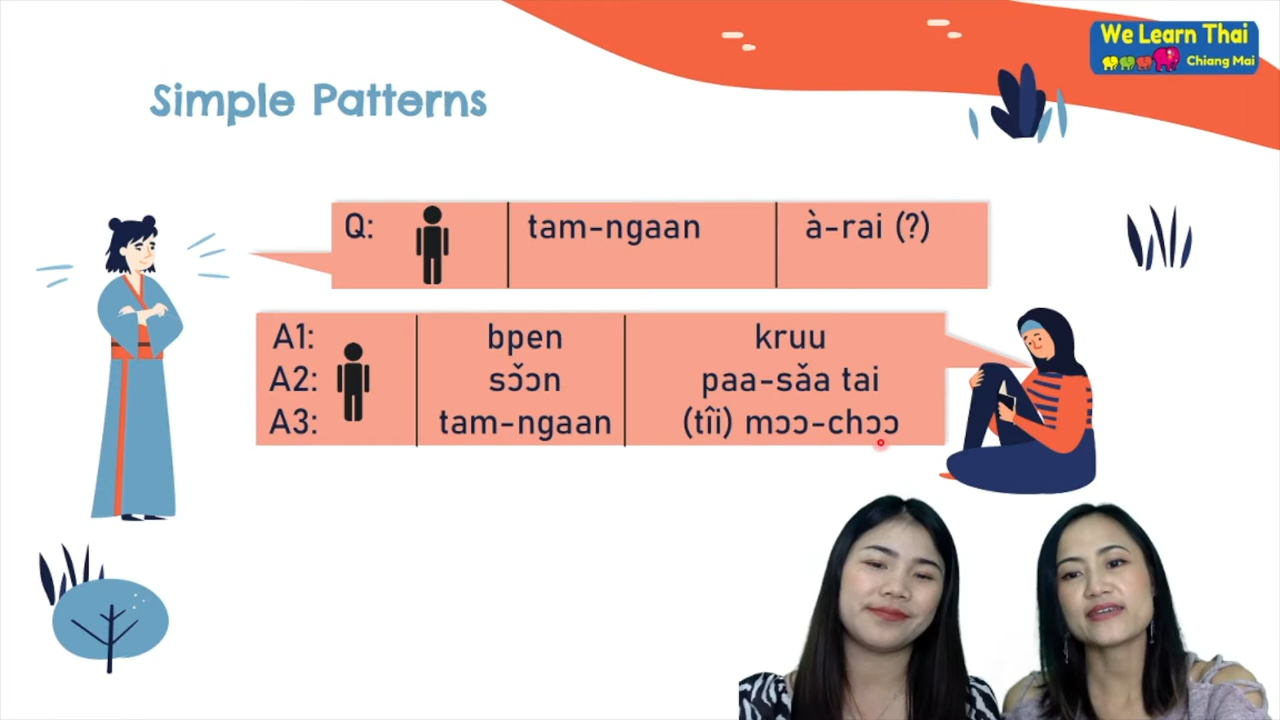 We Learn Thai
Chiang Mai
Simple Patterns
Q: tam-ngaan à-rai (?)
A1: bpen kruu
A2: sɔ̌ɔn paa-sǎa tai
A3: tam-ngaan (tîi) mɔɔ-chɔɔ